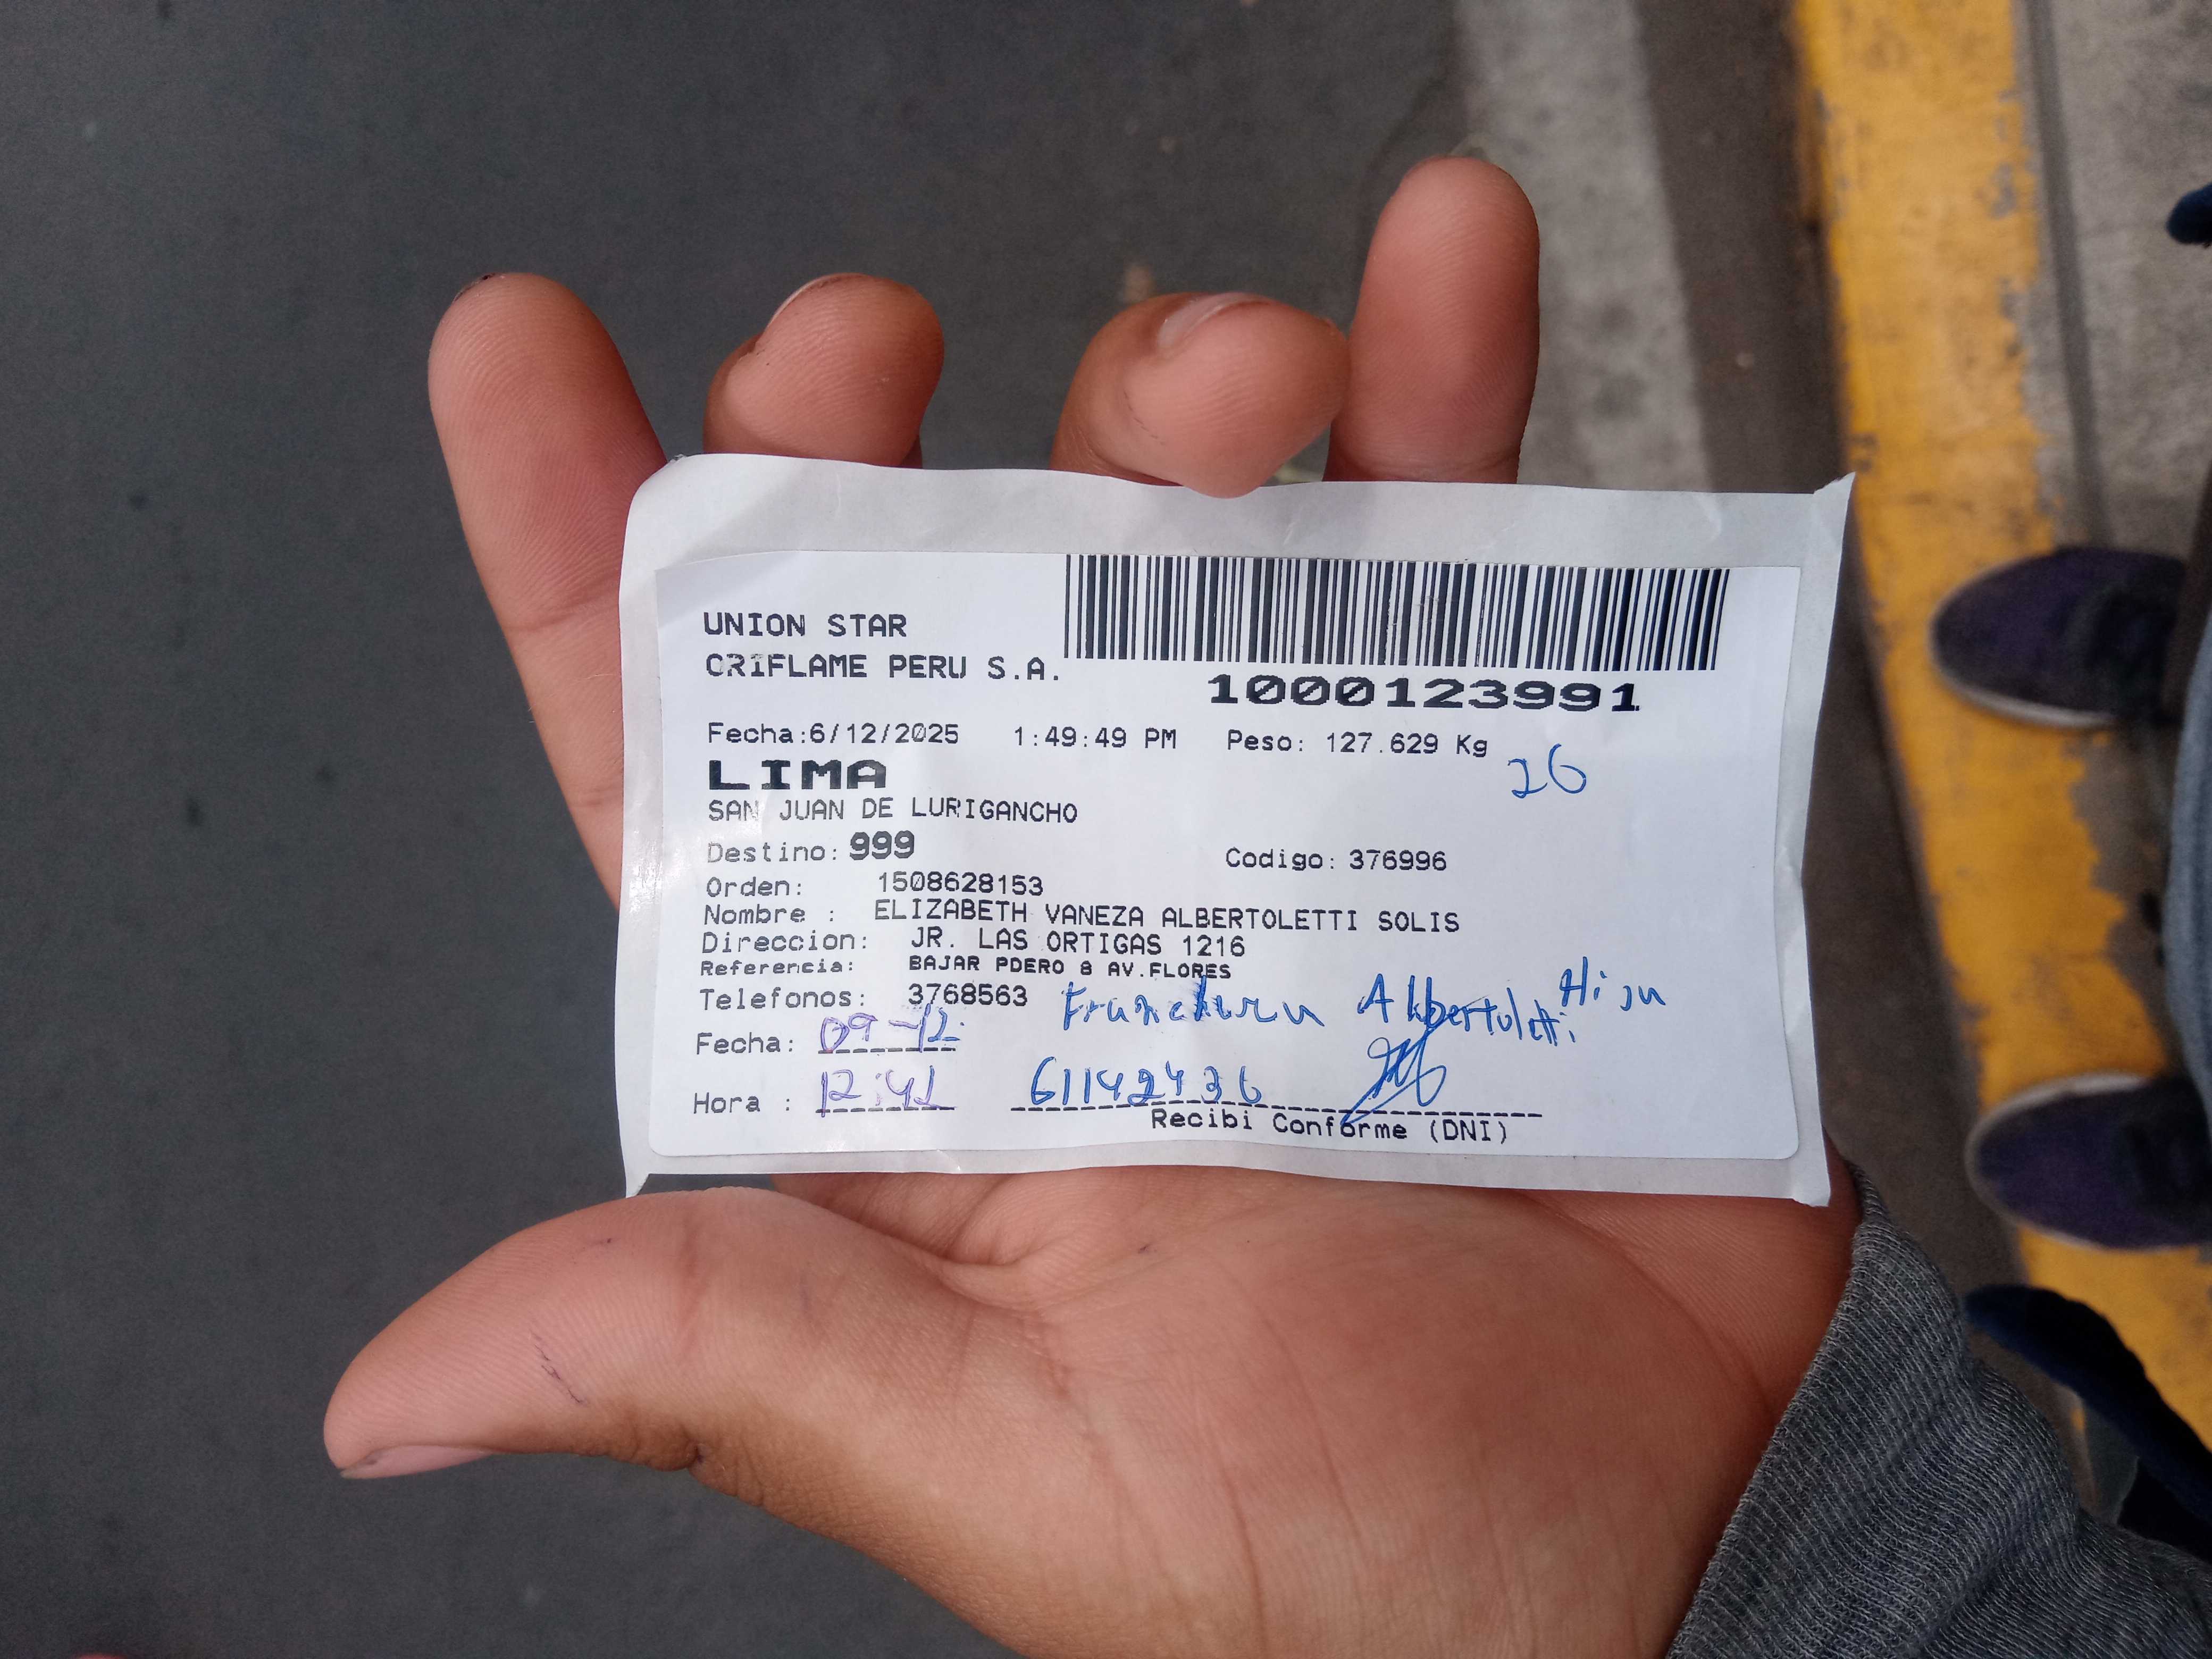 UNION STAR
ORIFLAME PERU S.A.
1000123991
Fecha:6/12/2025 1:49:49 PM Peso: 127.629 Kg
26
LIMA
SAN JUAN DE LURIGANCHO
Destino: 999 Codigo: 376996
Orden: 1508628153
Nombre : ELIZABETH VANEZA ALBERTOLETTI SOLIS
Direccion: JR. LAS ORTIGAS 1216
Referencia: BAJAR PDERO 8 AV.FLORES
Telefonos: 3768563 Albertoletti Hija
Fecha: 09-12
Hora : 12:41 61142436
Recibi Conforme (DNI)